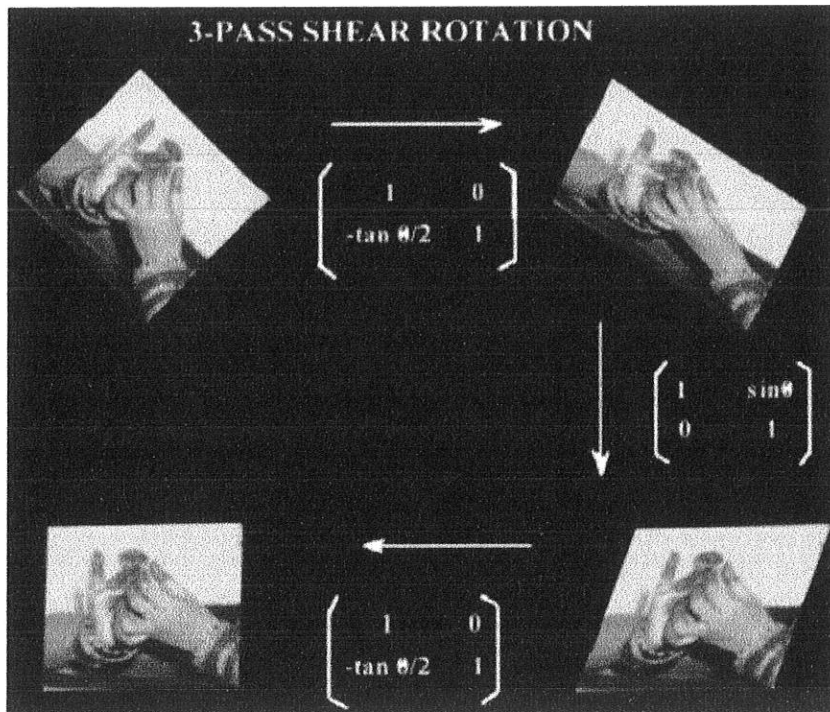 3-PASS SHEAR ROTATION
1 0
-tan θ/2 1
1 sinθ
0 1
1 0
-tan θ/2 1